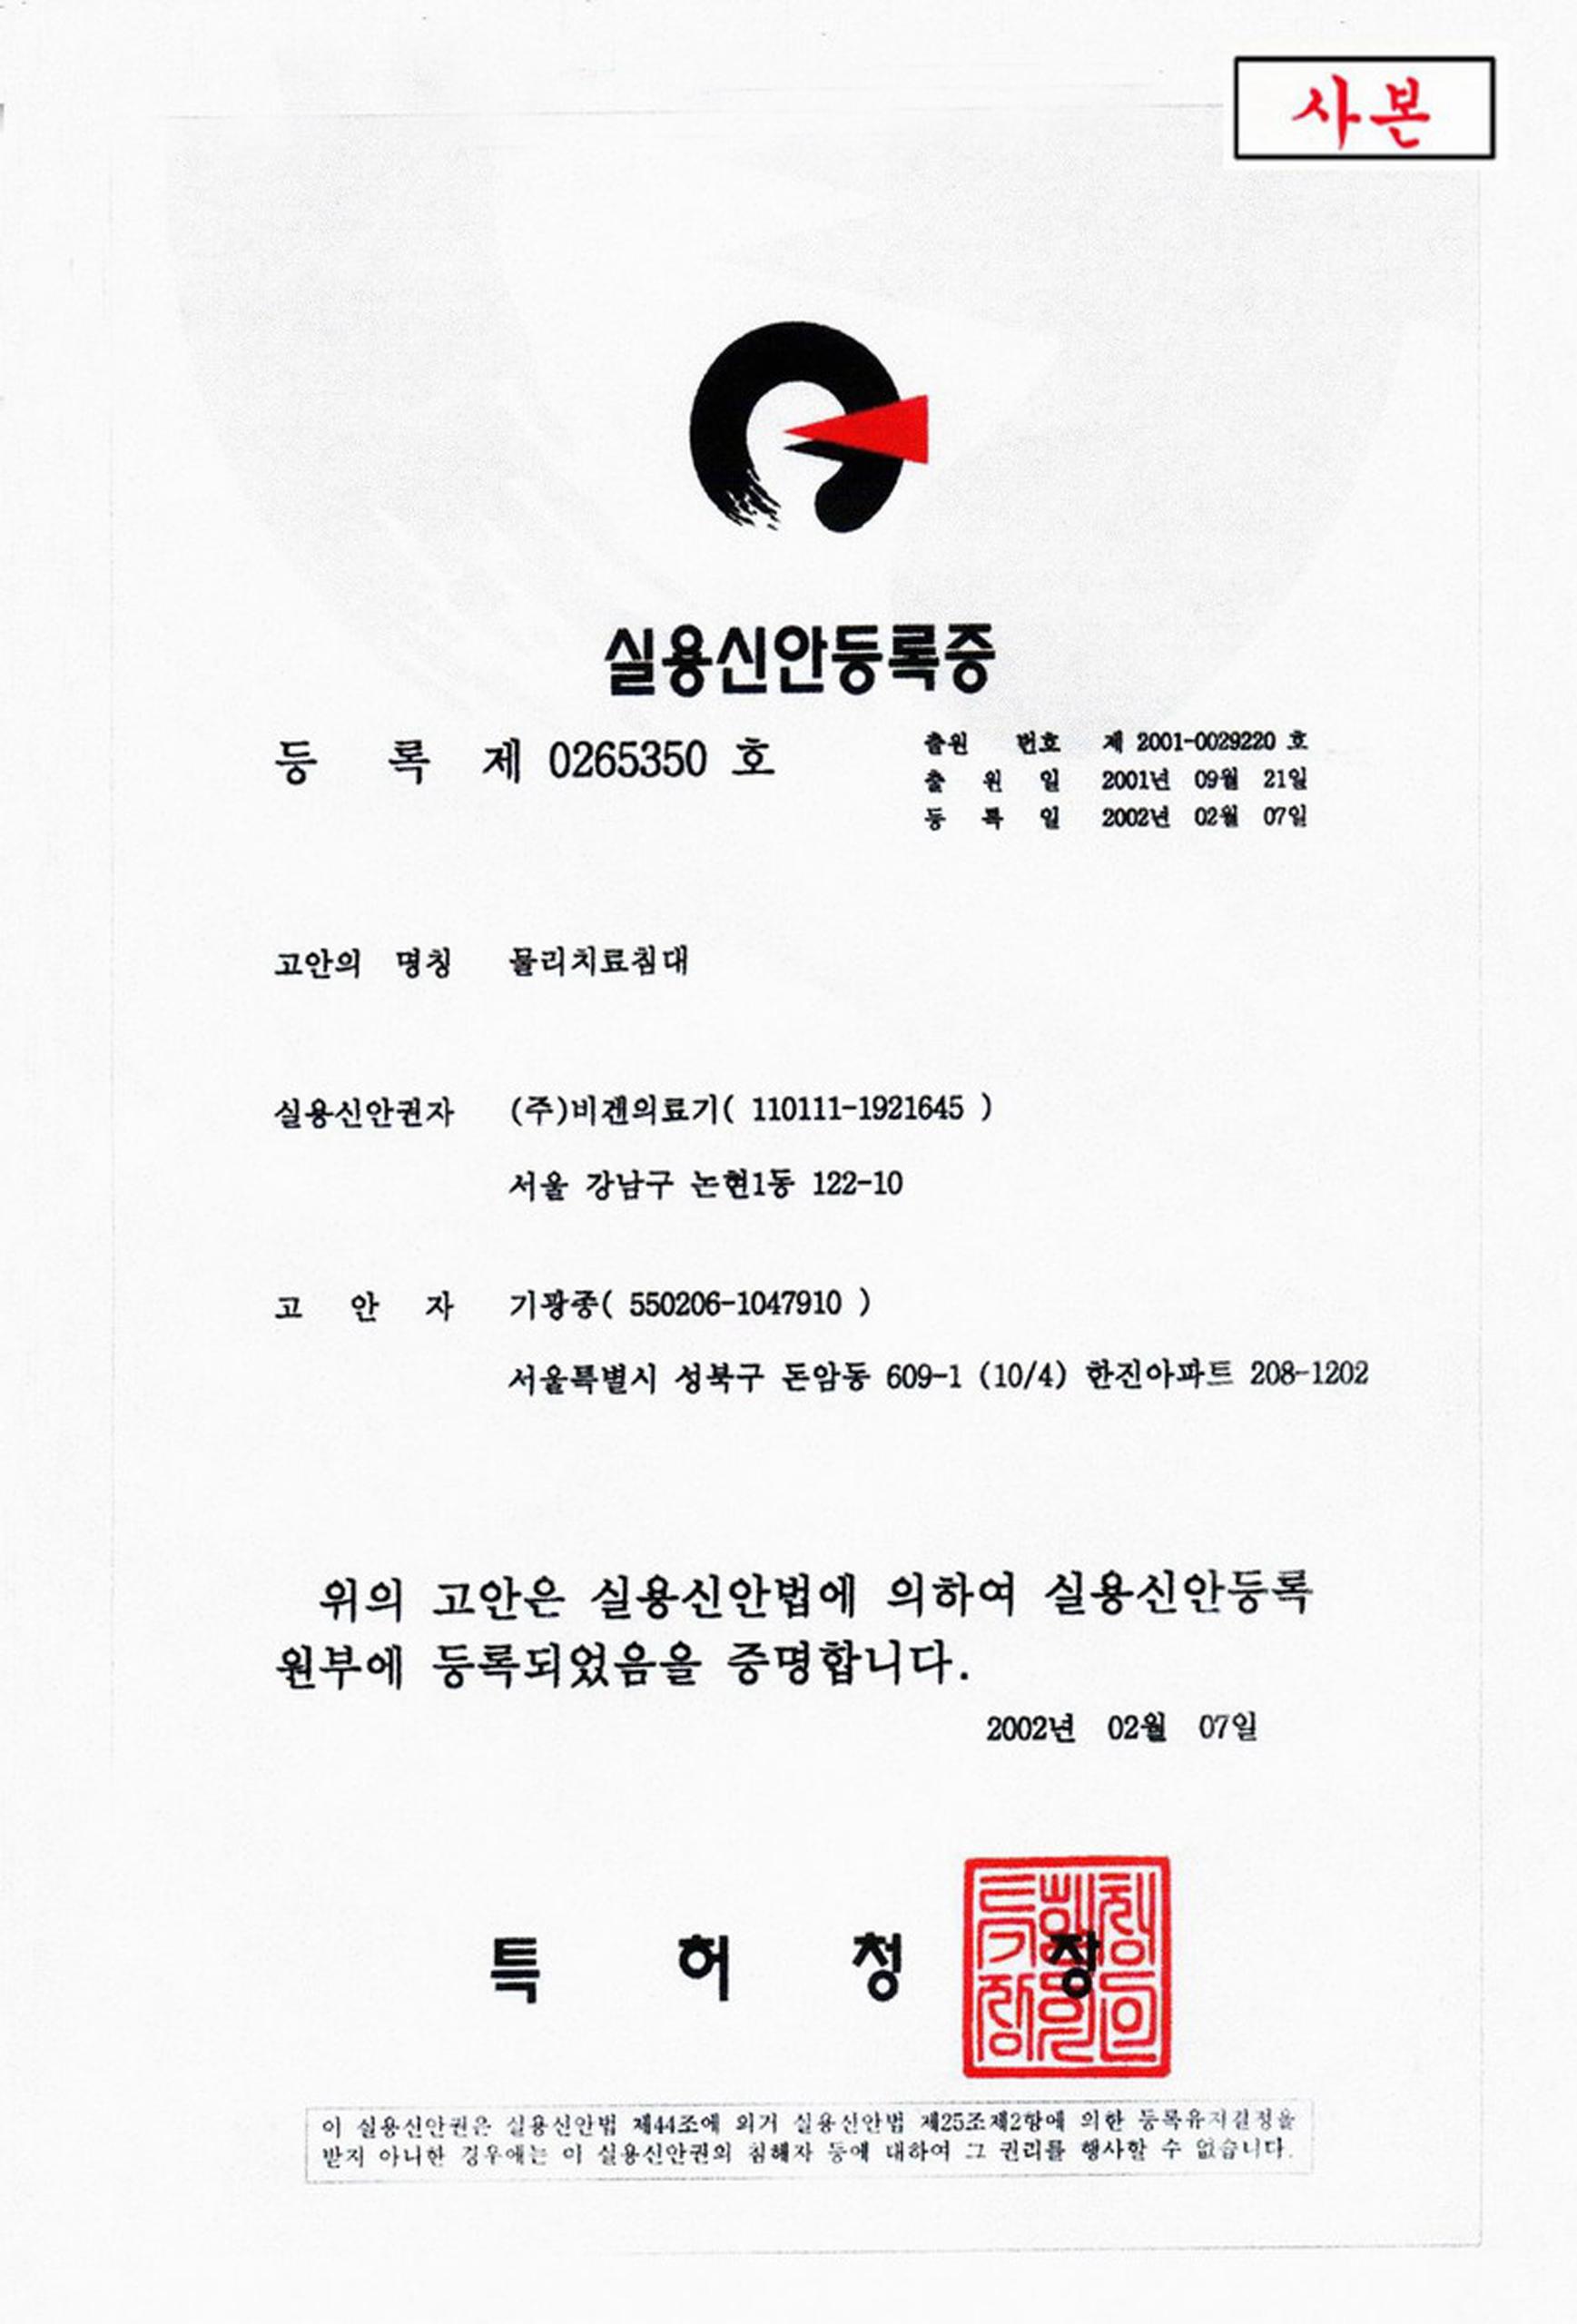 사본
실용신안등록증
등 록 제 0265350 호
출원 번호 제 2001-0029220 호
출 원 일 2001년 09월 21일
등 록 일 2002년 02월 07일
고안의 명칭 물리치료침대
실용신안권자 (주)비겐의료기( 110111-1921645 )
서울 강남구 논현1동 122-10
고 안 자 기광종( 550206-1047910 )
서울특별시 성북구 돈암동 609-1 (10/4) 한진아파트 208-1202
위의 고안은 실용신안법에 의하여 실용신안등록
원부에 등록되었음을 증명합니다.
2002년 02월 07일
특 허 청 장
이 실용신안권은 실용신안법 제44조에 의거 실용신안법 제25조제2항에 의한 등록유지결정을
받지 아니한 경우에는 이 실용신안권의 침해자 등에 대하여 그 권리를 행사할 수 없습니다.